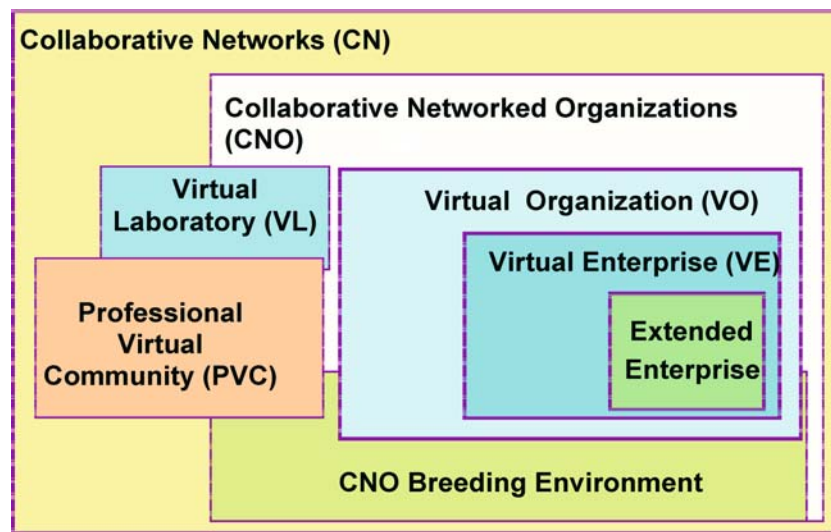 Collaborative Networks (CN)
Collaborative Networked Organizations
(CNO)
Virtual
Laboratory (VL)
Virtual Organization (VO)
Virtual Enterprise (VE)
Professional
Virtual
Community (PVC)
Extended
Enterprise
CNO Breeding Environment